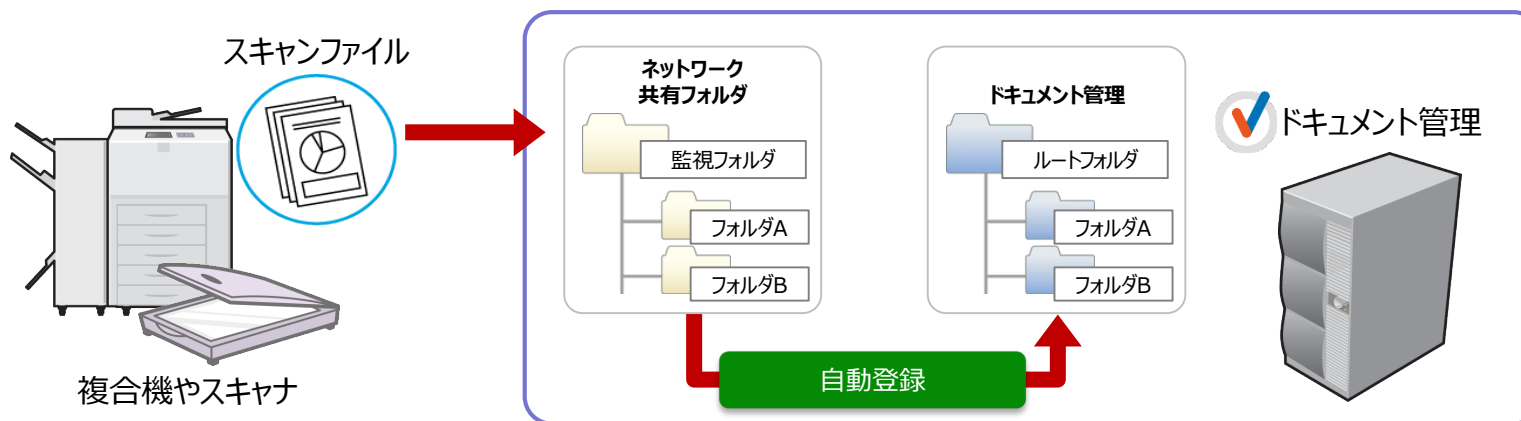 スキャンファイル
複合機やスキャナ
ネットワーク
共有フォルダ
監視フォルダ
フォルダA
フォルダB
ドキュメント管理
ルートフォルダ
フォルダA
フォルダB
自動登録
ドキュメント管理